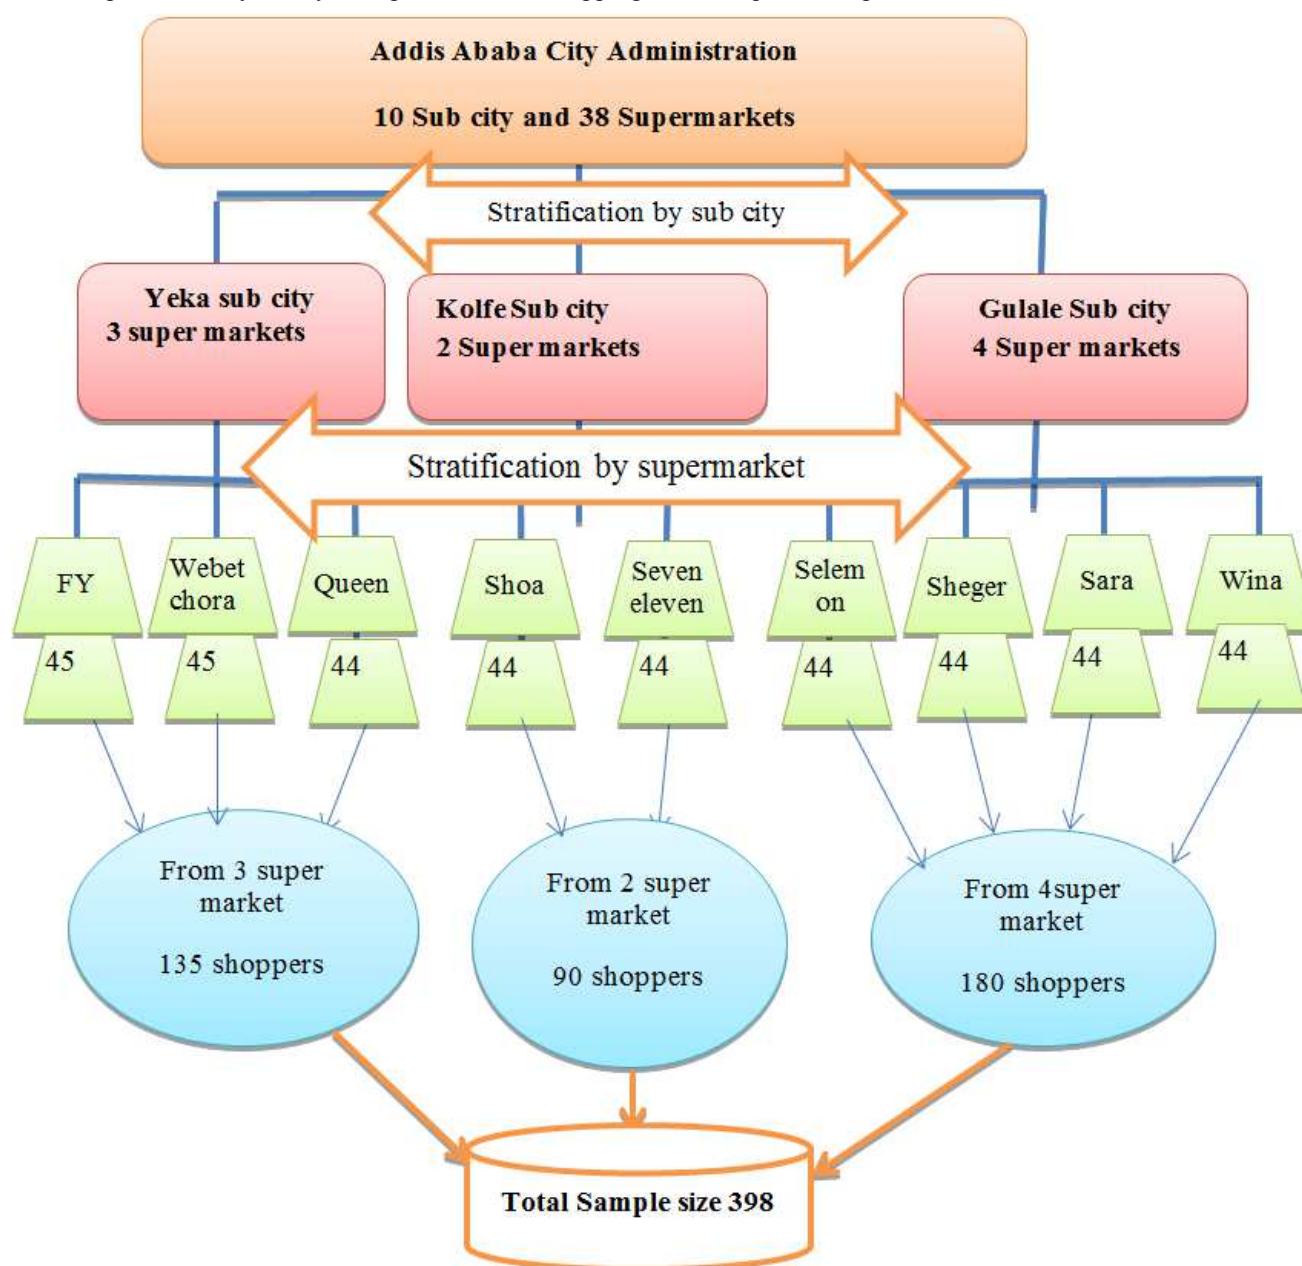 Addis Ababa City Administration
10 Sub city and 38 Supermarkets
Stratification by sub city
Yeka sub city
3 super markets
Kolfe Sub city
2 Super markets
Gulale Sub city
4 Super markets
Stratification by supermarket
FY
Webet
chora
Queen
Shoa
Seven
eleven
Selem
on
Sheger
Sara
Wina
45
45
44
44
44
44
44
44
44
From 3 super
market
135 shoppers
From 2 super
market
90 shoppers
From 4super
market
180 shoppers
Total Sample size 398